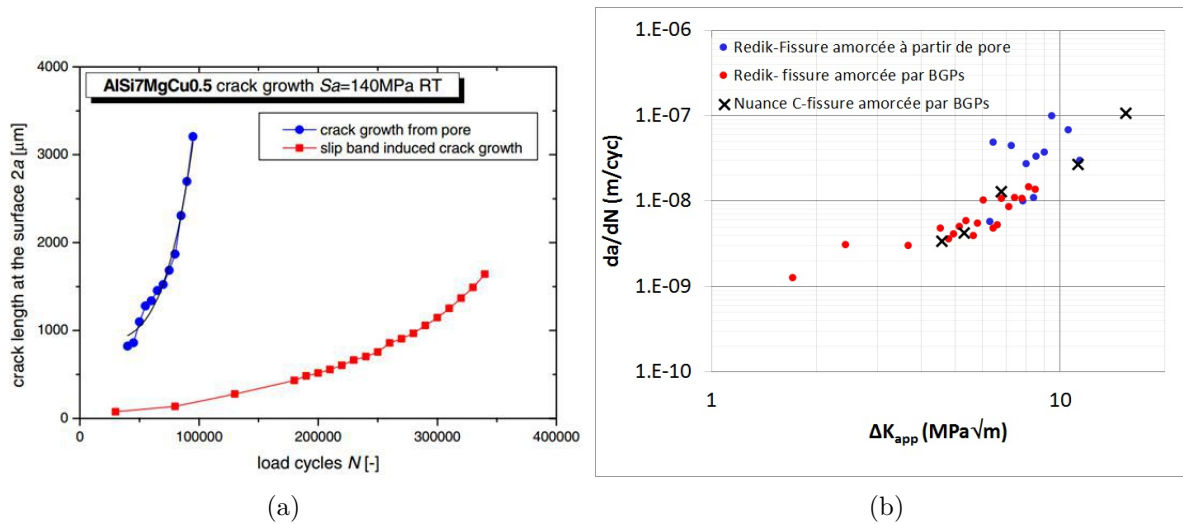 4000
3000
2000
1000
0
0
100000
200000
300000
400000
crack length at the surface 2a [µm]
load cycles N [-]
AlSi7MgCu0.5 crack growth Sa=140MPa RT
crack growth from pore
slip band induced crack growth
(a)
1.E-06
1.E-07
1.E-08
1.E-09
1.E-10
1
10
da/dN (m/cyc)
ΔKapp (MPa√m)
Redik-Fissure amorcée à partir de pore
Redik- fissure amorcée par BGPs
Nuance C-fissure amorcée par BGPs
(b)